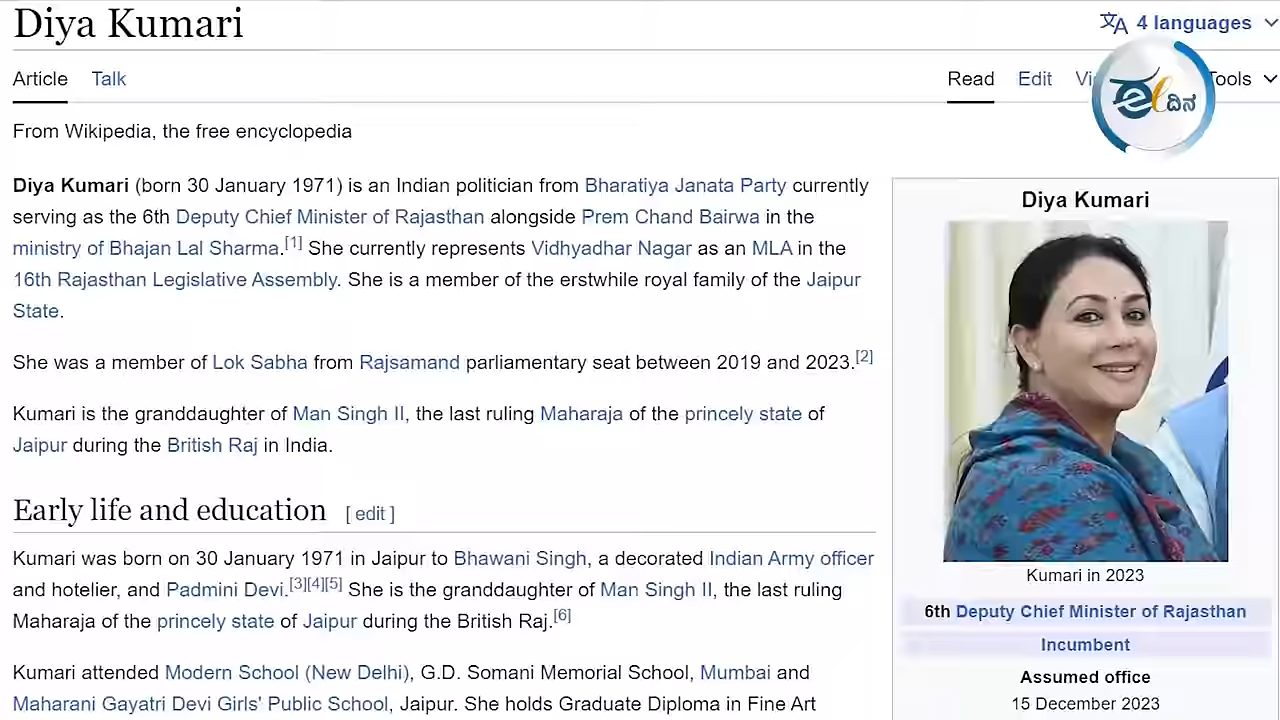 Diya Kumari
4 languages
Article Talk
Read Edit Vi
Tools
ದಿನ
From Wikipedia, the free encyclopedia
Diya Kumari (born 30 January 1971) is an Indian politician from Bharatiya Janata Party currently
serving as the 6th Deputy Chief Minister of Rajasthan alongside Prem Chand Bairwa in the
ministry of Bhajan Lal Sharma.[1] She currently represents Vidhyadhar Nagar as an MLA in the
16th Rajasthan Legislative Assembly. She is a member of the erstwhile royal family of the Jaipur
State.
She was a member of Lok Sabha from Rajsamand parliamentary seat between 2019 and 2023.[2]
Kumari is the granddaughter of Man Singh II, the last ruling Maharaja of the princely state of
Jaipur during the British Raj in India.
Early life and education [ edit ]
Kumari was born on 30 January 1971 in Jaipur to Bhawani Singh, a decorated Indian Army officer
and hotelier, and Padmini Devi.[3][4][5] She is the granddaughter of Man Singh II, the last ruling
Maharaja of the princely state of Jaipur during the British Raj.[6]
Kumari attended Modern School (New Delhi), G.D. Somani Memorial School, Mumbai and
Maharani Gayatri Devi Girls' Public School, Jaipur. She holds Graduate Diploma in Fine Art
Diya Kumari
Kumari in 2023
6th Deputy Chief Minister of Rajasthan
Incumbent
Assumed office
15 December 2023